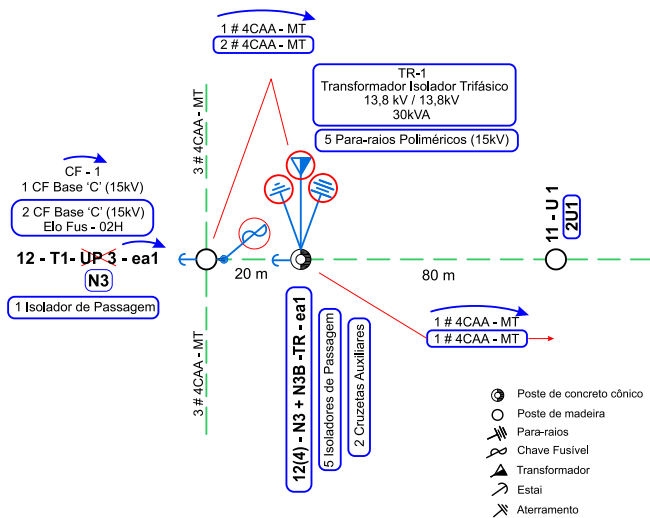 1 # 4CAA - MT
2 # 4CAA - MT
TR-1
Transformador Isolador Trifásico
13,8 kV / 13,8kV
30kVA
5 Para-raios Poliméricos (15kV)
3 # 4CAA - MT
CF - 1
1 CF Base ‘C’ (15kV)
2 CF Base ‘C’ (15kV)
Elo Fus - 02H
12 - T1- UP 3 - ea1
N3
1 Isolador de Passagem
20 m
80 m
11 - U 1
2U1
3 # 4CAA - MT
12(4) - N3 + N3B -TR - ea1
5 Isoladores de Passagem
2 Cruzetas Auxiliares
1 # 4CAA - MT
1 # 4CAA - MT
Poste de concreto cônico
Poste de madeira
Para-raios
Chave Fusível
Transformador
Estai
Aterramento